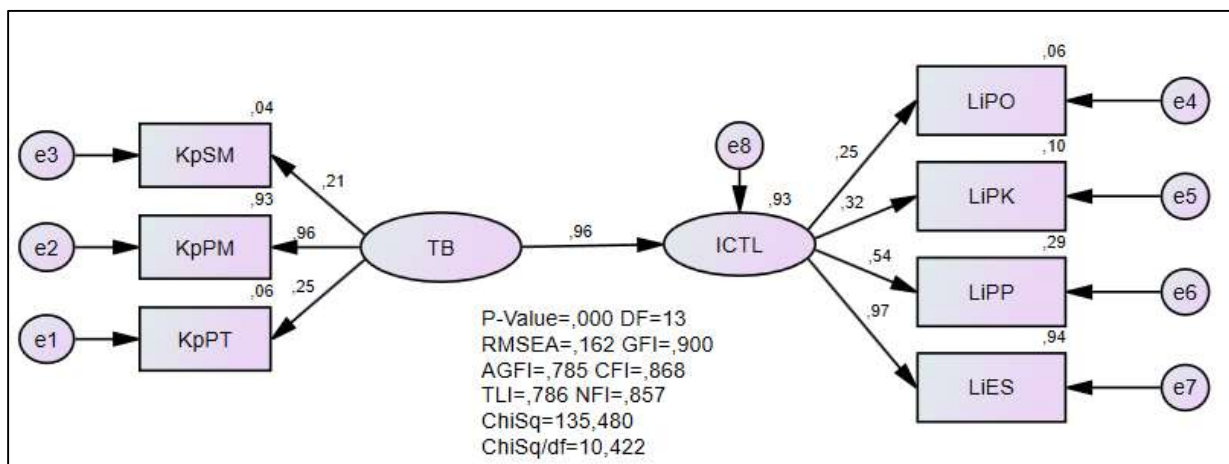 ,04
e3
KpSM
,21
,93
e2
KpPM
,96
TB
,06
,25
e1
KpPT
,96
e8
,93
ICTL
,06
LiPO
e4
,25
,10
LiPK
e5
,32
,29
LiPP
e6
,54
,94
LiES
e7
,97
P-Value=,000 DF=13
RMSEA=,162 GFI=,900
AGFI=,785 CFI=,868
TLI=,786 NFI=,857
ChiSq=135,480
ChiSq/df=10,422